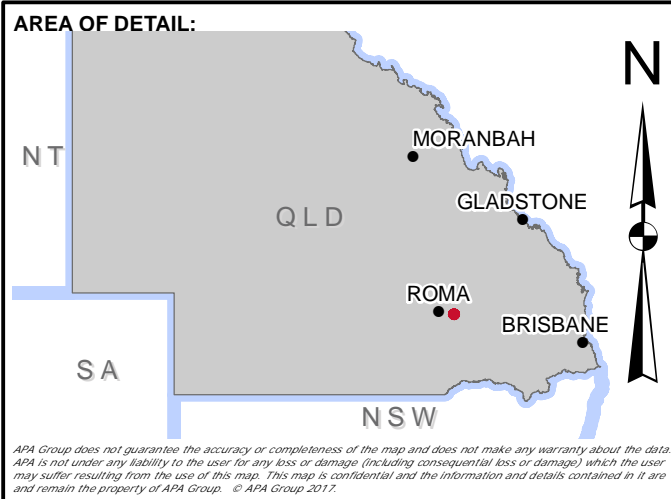 AREA OF DETAIL:
N
MORANBAH
NT
GLADSTONE
QLD
ROMA
BRISBANE
SA
NSW
APA Group does not guarantee the accuracy or completeness of the map and does not make any warranty about the data.
APA is not under any liability to the user for any loss or damage (including consequential loss or damage) which the user
may suffer resulting from the use of this map. This map is confidential and the information and details contained in it are
and remain the property of APA Group. © APA Group 2017.